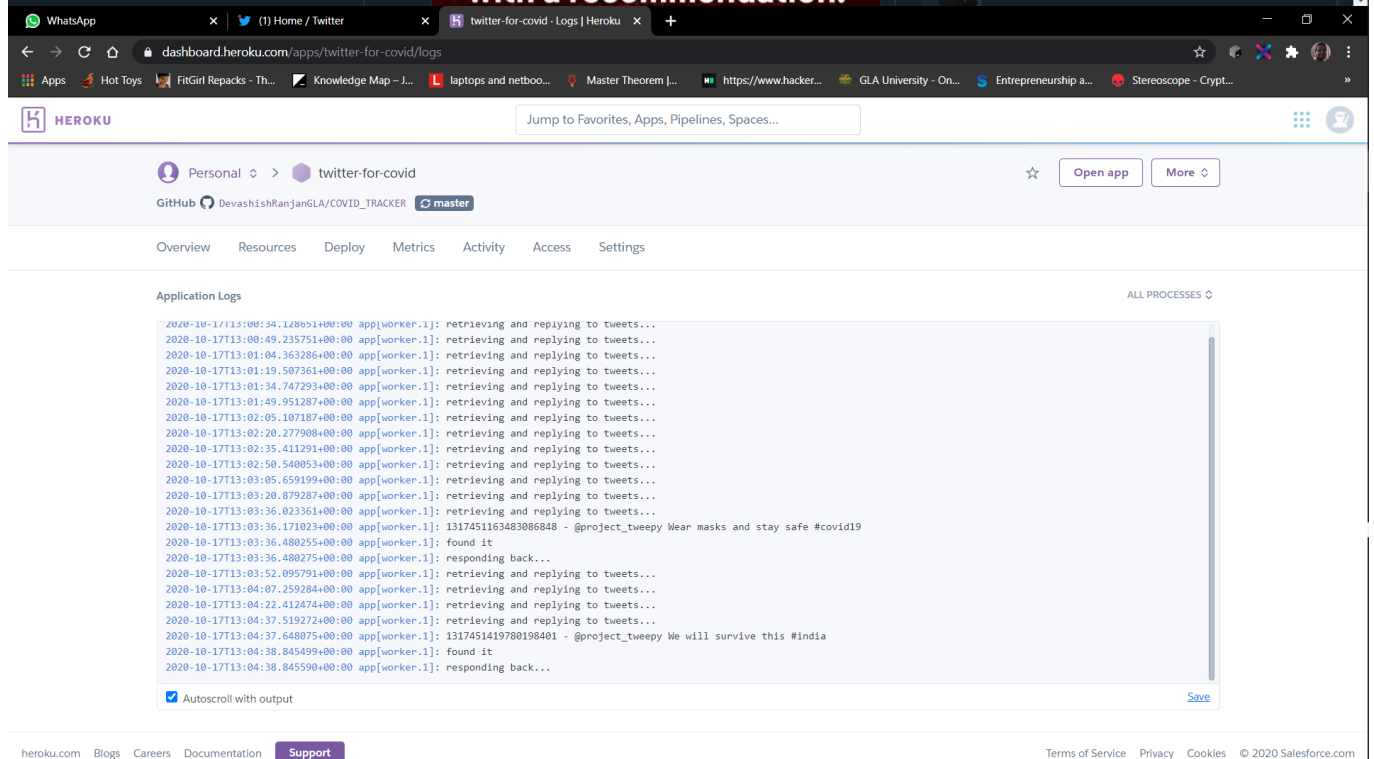 with a recommendation.
WhatsApp
(1) Home / Twitter
twitter-for-covid · Logs | Heroku
dashboard.heroku.com/apps/twitter-for-covid/logs
Apps Hot Toys FitGirl Repacks - Th... Knowledge Map – J... laptops and netboo... Master Theorem |... https://www.hacker... GLA University - On... Entrepreneurship a... Stereoscope - Crypt... »
HEROKU
Jump to Favorites, Apps, Pipelines, Spaces...
Personal > twitter-for-covid
Open app More
GitHub DevashishRanjanGLA/COVID_TRACKER master
Overview Resources Deploy Metrics Activity Access Settings
Application Logs ALL PROCESSES
2020-10-17T13:00:34.128651+00:00 app[worker.1]: retrieving and replying to tweets...
2020-10-17T13:00:49.235751+00:00 app[worker.1]: retrieving and replying to tweets...
2020-10-17T13:01:04.363286+00:00 app[worker.1]: retrieving and replying to tweets...
2020-10-17T13:01:19.507361+00:00 app[worker.1]: retrieving and replying to tweets...
2020-10-17T13:01:34.747293+00:00 app[worker.1]: retrieving and replying to tweets...
2020-10-17T13:01:49.951287+00:00 app[worker.1]: retrieving and replying to tweets...
2020-10-17T13:02:05.107187+00:00 app[worker.1]: retrieving and replying to tweets...
2020-10-17T13:02:20.277908+00:00 app[worker.1]: retrieving and replying to tweets...
2020-10-17T13:02:35.411291+00:00 app[worker.1]: retrieving and replying to tweets...
2020-10-17T13:02:50.540053+00:00 app[worker.1]: retrieving and replying to tweets...
2020-10-17T13:03:05.659199+00:00 app[worker.1]: retrieving and replying to tweets...
2020-10-17T13:03:20.879287+00:00 app[worker.1]: retrieving and replying to tweets...
2020-10-17T13:03:36.023361+00:00 app[worker.1]: retrieving and replying to tweets...
2020-10-17T13:03:36.171023+00:00 app[worker.1]: 1317451163483086848 - @project_tweepy Wear masks and stay safe #covid19
2020-10-17T13:03:36.480255+00:00 app[worker.1]: found it
2020-10-17T13:03:36.480275+00:00 app[worker.1]: responding back...
2020-10-17T13:03:52.095791+00:00 app[worker.1]: retrieving and replying to tweets...
2020-10-17T13:04:07.259284+00:00 app[worker.1]: retrieving and replying to tweets...
2020-10-17T13:04:22.412474+00:00 app[worker.1]: retrieving and replying to tweets...
2020-10-17T13:04:37.519272+00:00 app[worker.1]: retrieving and replying to tweets...
2020-10-17T13:04:37.648075+00:00 app[worker.1]: 1317451419780198401 - @project_tweepy We will survive this #india
2020-10-17T13:04:38.845499+00:00 app[worker.1]: found it
2020-10-17T13:04:38.845590+00:00 app[worker.1]: responding back...
Autoscroll with output Save
heroku.com Blogs Careers Documentation Support Terms of Service Privacy Cookies © 2020 Salesforce.com